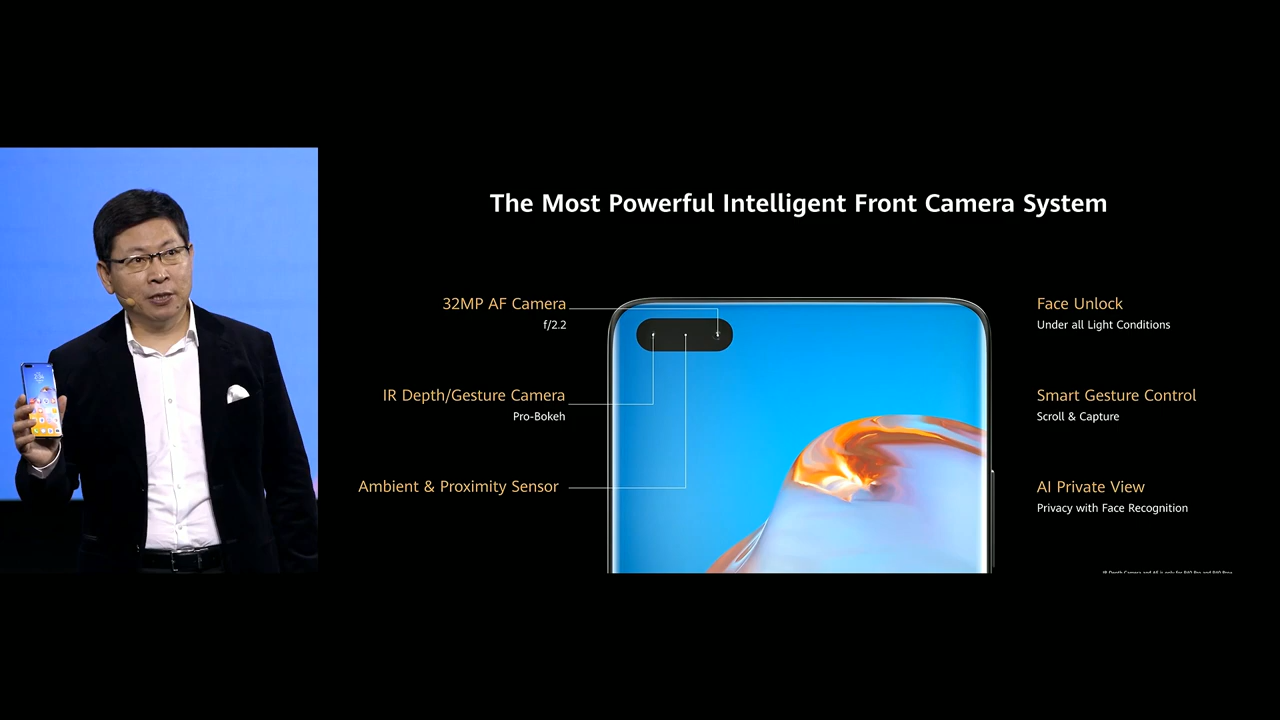 The Most Powerful Intelligent Front Camera System
32MP AF Camera
f/2.2
IR Depth/Gesture Camera
Pro-Bokeh
Ambient & Proximity Sensor
Face Unlock
Under all Light Conditions
Smart Gesture Control
Scroll & Capture
AI Private View
Privacy with Face Recognition